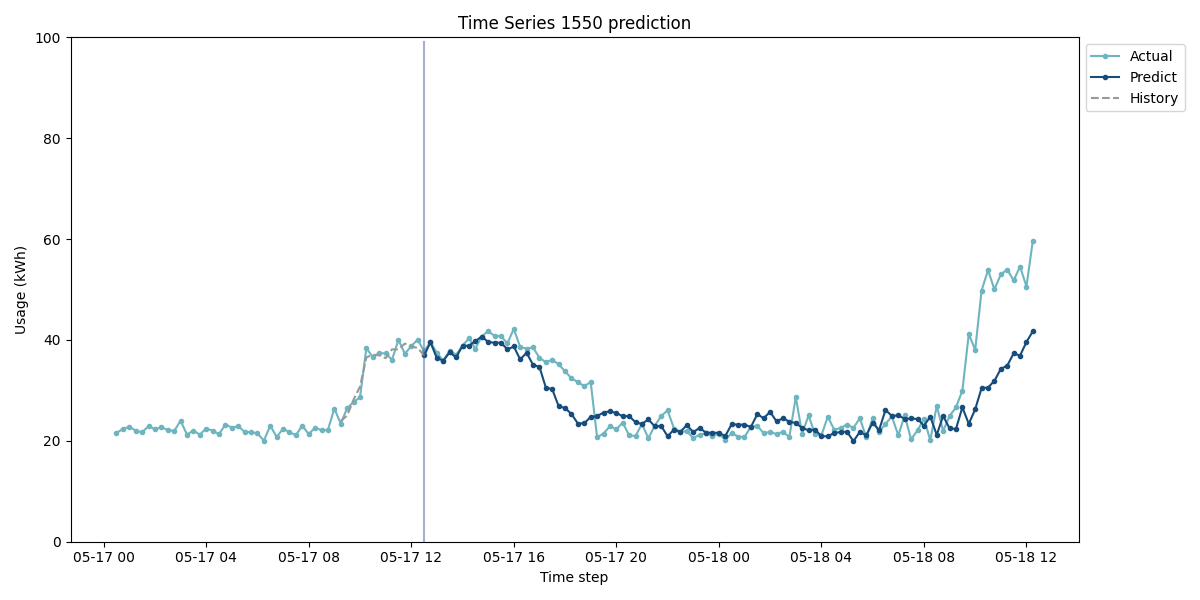 Time Series 1550 prediction
100
80
60
40
20
0
Usage (kWh)
05-17 00 05-17 04 05-17 08 05-17 12 05-17 16 05-17 20 05-18 00 05-18 04 05-18 08 05-18 12
Time step
Actual
Predict
History